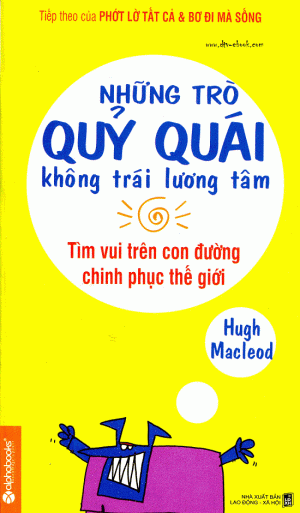 Tiếp theo của PHỚT LỜ TẤT CẢ & BƠ ĐI MÀ SỐNG
www.dtv-ebook.com
NHỮNG TRÒ
QUỶ QUÁI
không trái lương tâm
Tìm vui trên con đường
chinh phục thế giới
Hugh
Macleod
alphabooks
NHÀ XUẤT BẢN
LAO ĐỘNG - XÃ HỘI